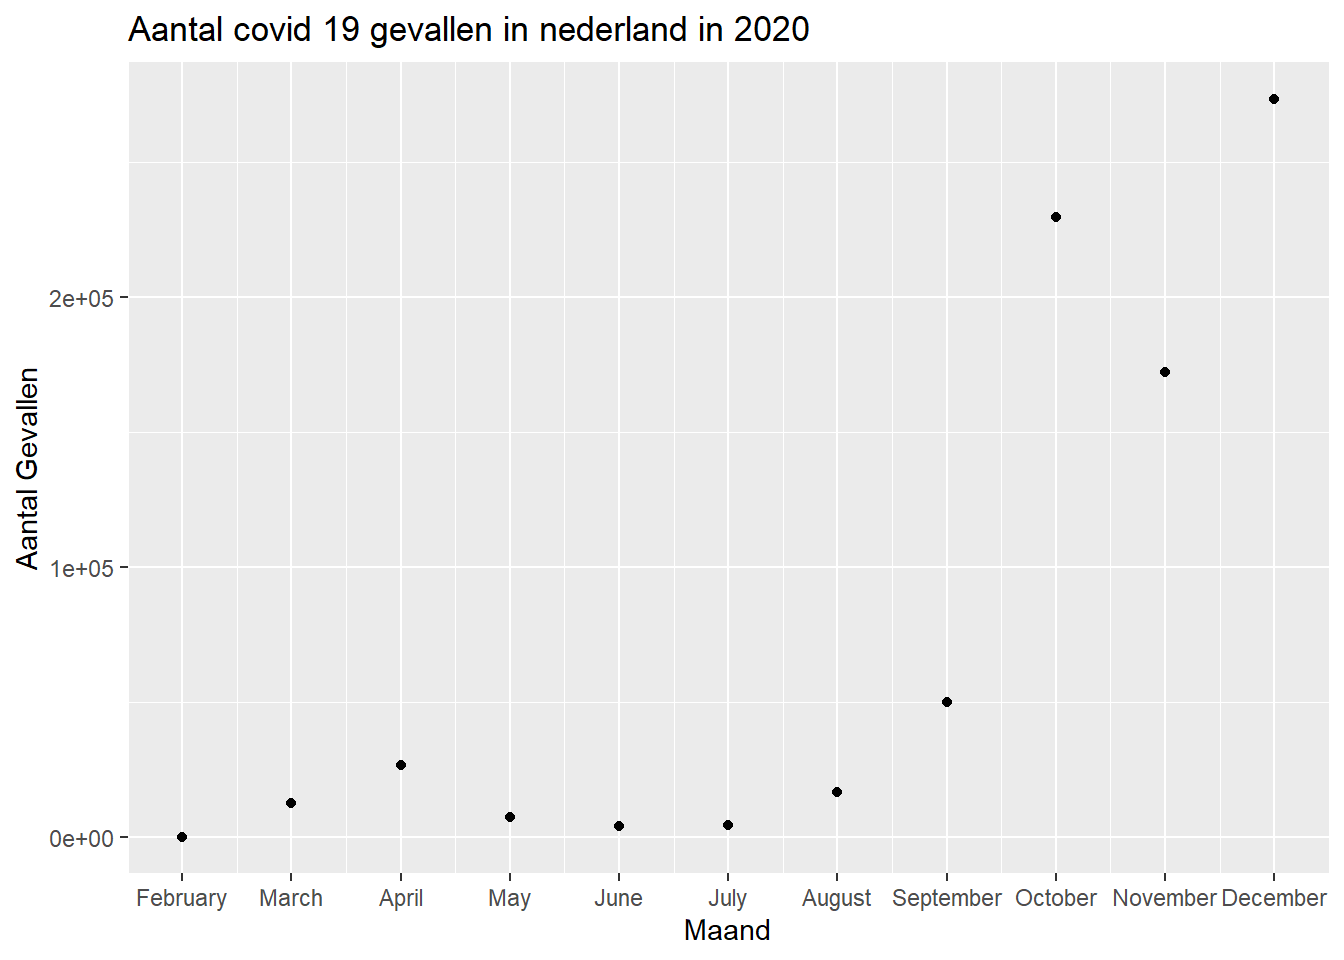 Aantal covid 19 gevallen in nederland in 2020
Aantal Gevallen
2e+05
1e+05
0e+00
February March April May June July August September October November December
Maand